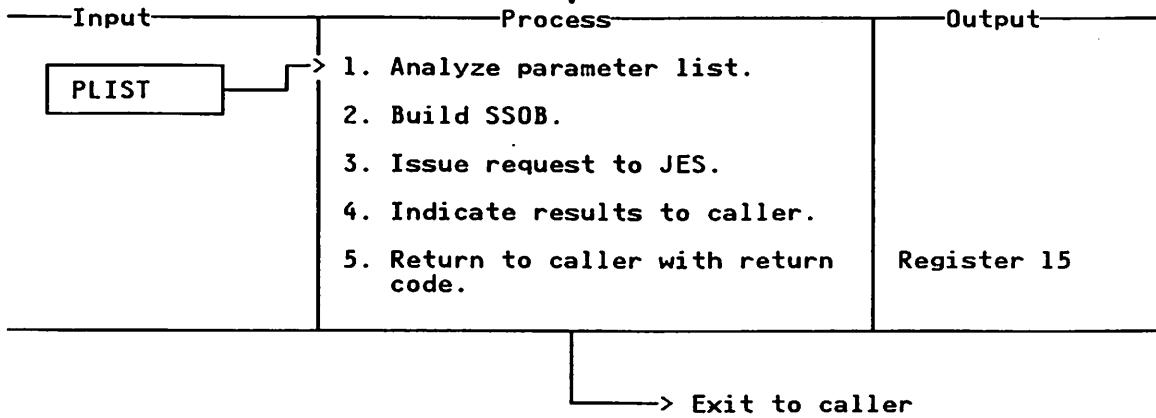 Input Process Output
PLIST
1. Analyze parameter list.
2. Build SSOB.
3. Issue request to JES.
4. Indicate results to caller.
5. Return to caller with return
code.
Register 15
Exit to caller